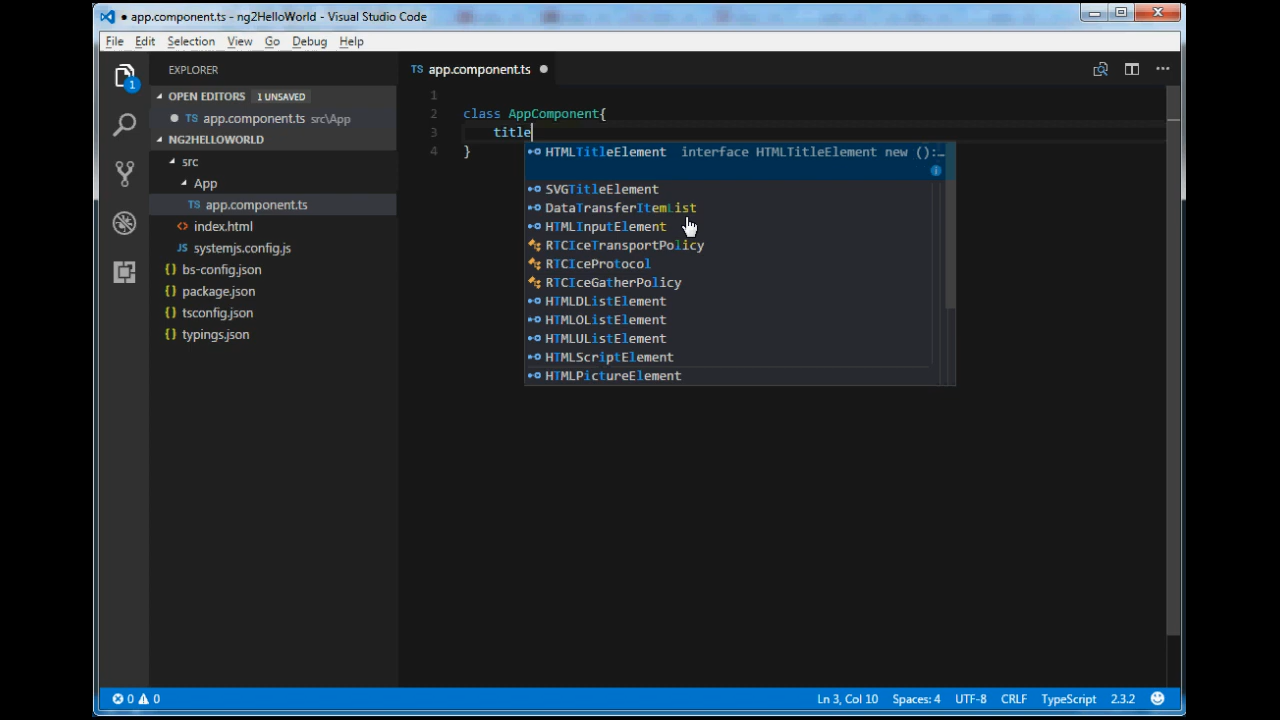 ● app.component.ts - ng2HelloWorld - Visual Studio Code
File Edit Selection View Go Debug Help
EXPLORER
OPEN EDITORS 1 UNSAVED
● app.component.ts src\App
NG2HELLOWORLD
src
App
TS app.component.ts
<> index.html
JS systemjs.config.js
{} bs-config.json
{} package.json
{} tsconfig.json
{} typings.json
1
TS app.component.ts ●
1
2 class AppComponent{
3 title
4 }
HTMLTitleElement interface HTMLTitleElement new ():…
SVGTitleElement
DataTransferItemList
HTMLInputElement
RTCIceTransportPolicy
RTCIceProtocol
RTCIceGatherPolicy
HTMLDListElement
HTMLOListElement
HTMLUListElement
HTMLScriptElement
HTMLPictureElement
0 0 Ln 3, Col 10 Spaces: 4 UTF-8 CRLF TypeScript 2.3.2